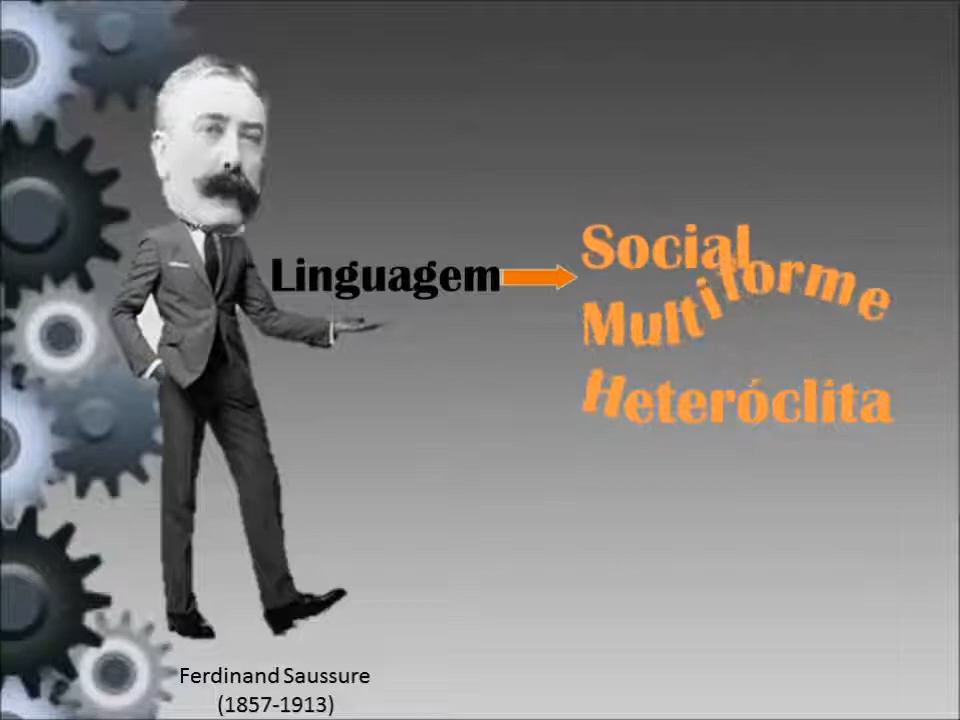 Linguagem
Social
Multiforme
Heteróclita
Ferdinand Saussure
(1857-1913)